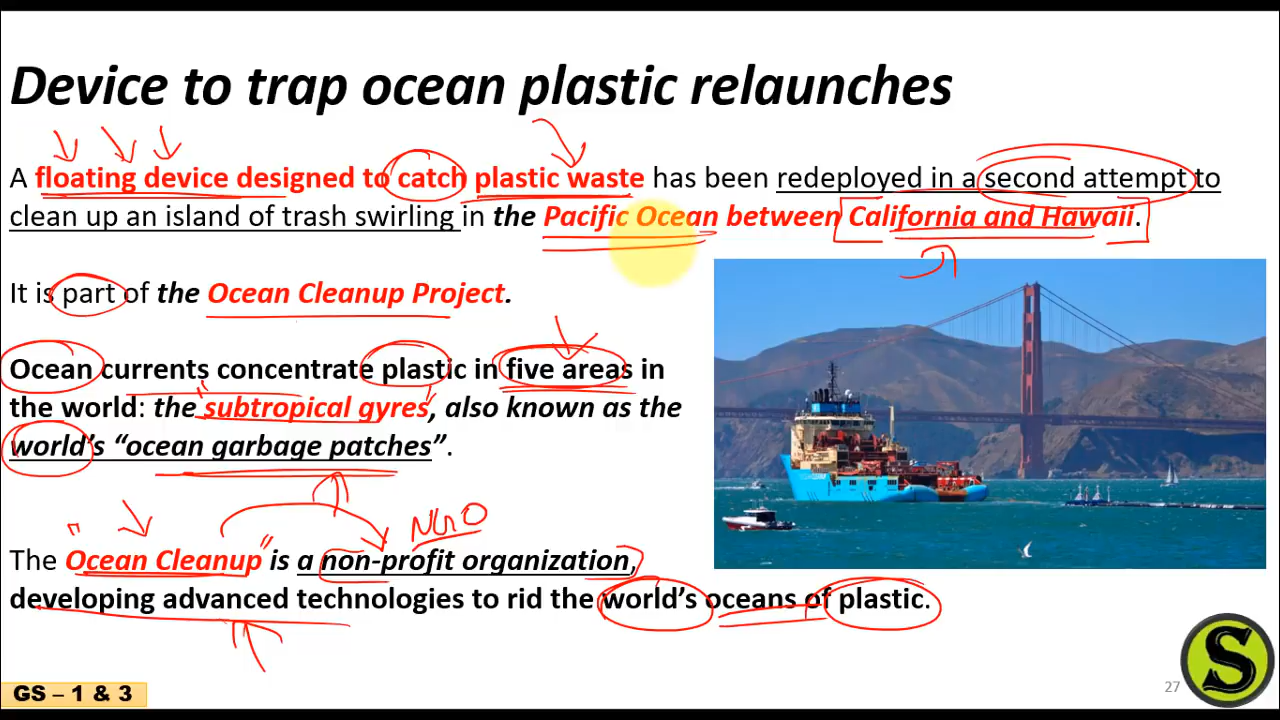 Device to trap ocean plastic relaunches
A floating device designed to catch plastic waste has been redeployed in a second attempt to
clean up an island of trash swirling in the Pacific Ocean between California and Hawaii.
It is part of the Ocean Cleanup Project.
Ocean currents concentrate plastic in five areas in
the world: the subtropical gyres, also known as the
world's “ocean garbage patches”.
NGO
The "Ocean Cleanup" is a non-profit organization,
developing advanced technologies to rid the world's oceans of plastic.
S
27
GS – 1 & 3